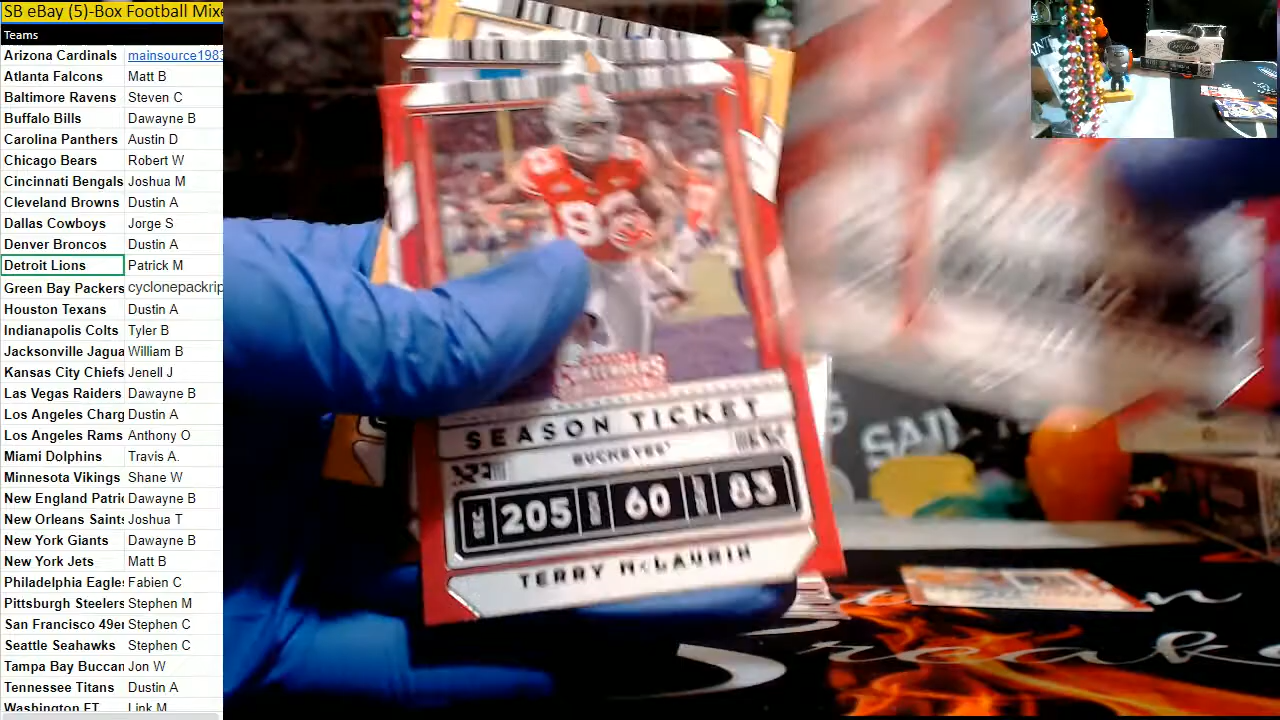 SB eBay (5)-Box Football Mixe
Teams
Arizona Cardinals mainsource1983
Atlanta Falcons Matt B
Baltimore Ravens Steven C
Buffalo Bills Dawayne B
Carolina Panthers Austin D
Chicago Bears Robert W
Cincinnati Bengals Joshua M
Cleveland Browns Dustin A
Dallas Cowboys Jorge S
Denver Broncos Dustin A
Detroit Lions Patrick M
Green Bay Packers cyclonepackrip
Houston Texans Dustin A
Indianapolis Colts Tyler B
Jacksonville Jagua William B
Kansas City Chiefs Jenell J
Las Vegas Raiders Dawayne B
Los Angeles Charg Dustin A
Los Angeles Rams Anthony O
Miami Dolphins Travis A.
Minnesota Vikings Shane W
New England Patri Dawayne B
New Orleans Saints Joshua T
New York Giants Dawayne B
New York Jets Matt B
Philadelphia Eagles Fabien C
Pittsburgh Steelers Stephen M
San Francisco 49er Stephen C
Seattle Seahawks Stephen C
Tampa Bay Buccan Jon W
Tennessee Titans Dustin A
Washington FT Link M
CONTENDERS
SEASON TICKET
BUCKEYES
205 60 83
TERRY McLAURIN
SAIN